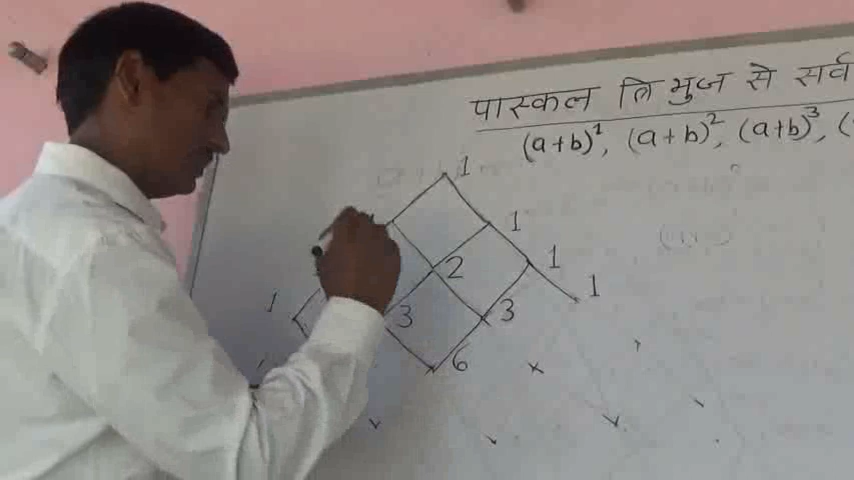 पास्कल त्रिभुज से सर्व
(a+b)¹, (a+b)², (a+b)³, (
1
1
2 1
1 3 3 1
6